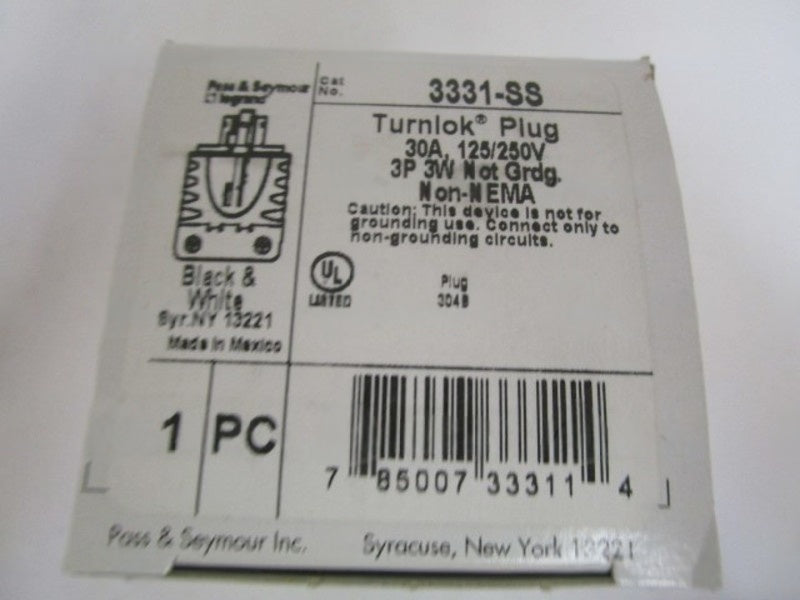 Pass & Seymour
legrand
Cat
No.
3331-SS
Turnlok® Plug
30A, 125/250V
3P 3W Not Grdg.
Non-NEMA
Caution: This device is not for
grounding use. Connect only to
non-grounding circuits.
Black &
White
Syr.NY 13221
Made in Mexico
UL
LISTED
Plug
304B
1 PC
7 85007 33311 4
Pass & Seymour Inc. Syracuse, New York 13221